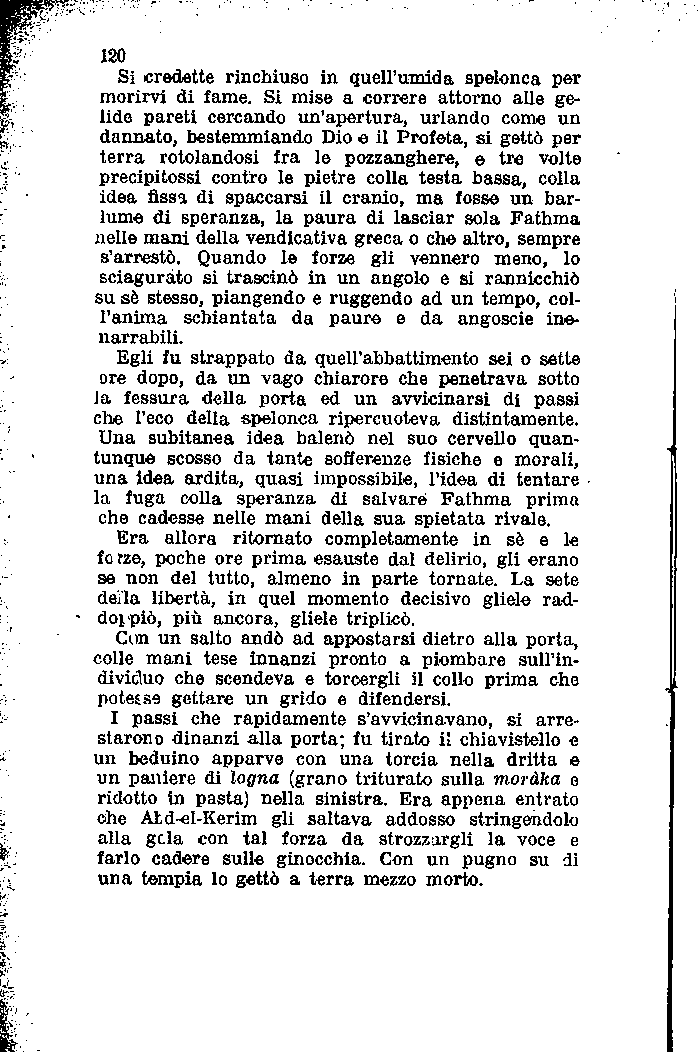 120
Si credette rinchiuso in quell'umida spelonca per
morirvi di fame. Si mise a correre attorno alle ge-
lide pareti cercando un'apertura, urlando come un
dannato, bestemmiando Dio e il Profeta, si gettò per
terra rotolandosi fra le pozzanghere, e tre volte
precipitossi contro le pietre colla testa bassa, colla
idea fissa di spaccarsi il cranio, ma fosse un bar-
lume di speranza, la paura di lasciar sola Fathma
nelle mani della vendicativa greca o che altro, sempre
s'arrestò. Quando le forze gli vennero meno, lo
sciagurato si trascinò in un angolo e si rannicchiò
su sè stesso, piangendo e ruggendo ad un tempo, col-
l'anima schiantata da paure e da angoscie ine-
narrabili.
Egli fu strappato da quell'abbattimento sei o sette
ore dopo, da un vago chiarore che penetrava sotto
la fessura della porta ed un avvicinarsi di passi
che l'eco della spelonca ripercuoteva distintamente.
Una subitanea idea balenò nel suo cervello quan-
tunque scosso da tante sofferenze fisiche e morali,
una idea ardita, quasi impossibile, l'idea di tentare
la fuga colla speranza di salvare Fathma prima
che cadesse nelle mani della sua spietata rivale.
Era allora ritornato completamente in sè e le
forze, poche ore prima esauste dal delirio, gli erano
se non del tutto, almeno in parte tornate. La sete
della libertà, in quel momento decisivo gliele rad-
doppiò, più ancora, gliele triplicò.
Con un salto andò ad appostarsi dietro alla porta,
colle mani tese innanzi pronto a piombare sull'in-
dividuo che scendeva e torcergli il collo prima che
potesse gettare un grido e difendersi.
I passi che rapidamente s'avvicinavano, si arre-
starono dinanzi alla porta; fu tirato il chiavistello e
un beduino apparve con una torcia nella dritta e
un paniere di logna (grano triturato sulla moràka e
ridotto in pasta) nella sinistra. Era appena entrato
che Abd-el-Kerim gli saltava addosso stringendolo
alla gola con tal forza da strozzargli la voce e
farlo cadere sulle ginocchia. Con un pugno su di
una tempia lo gettò a terra mezzo morto.